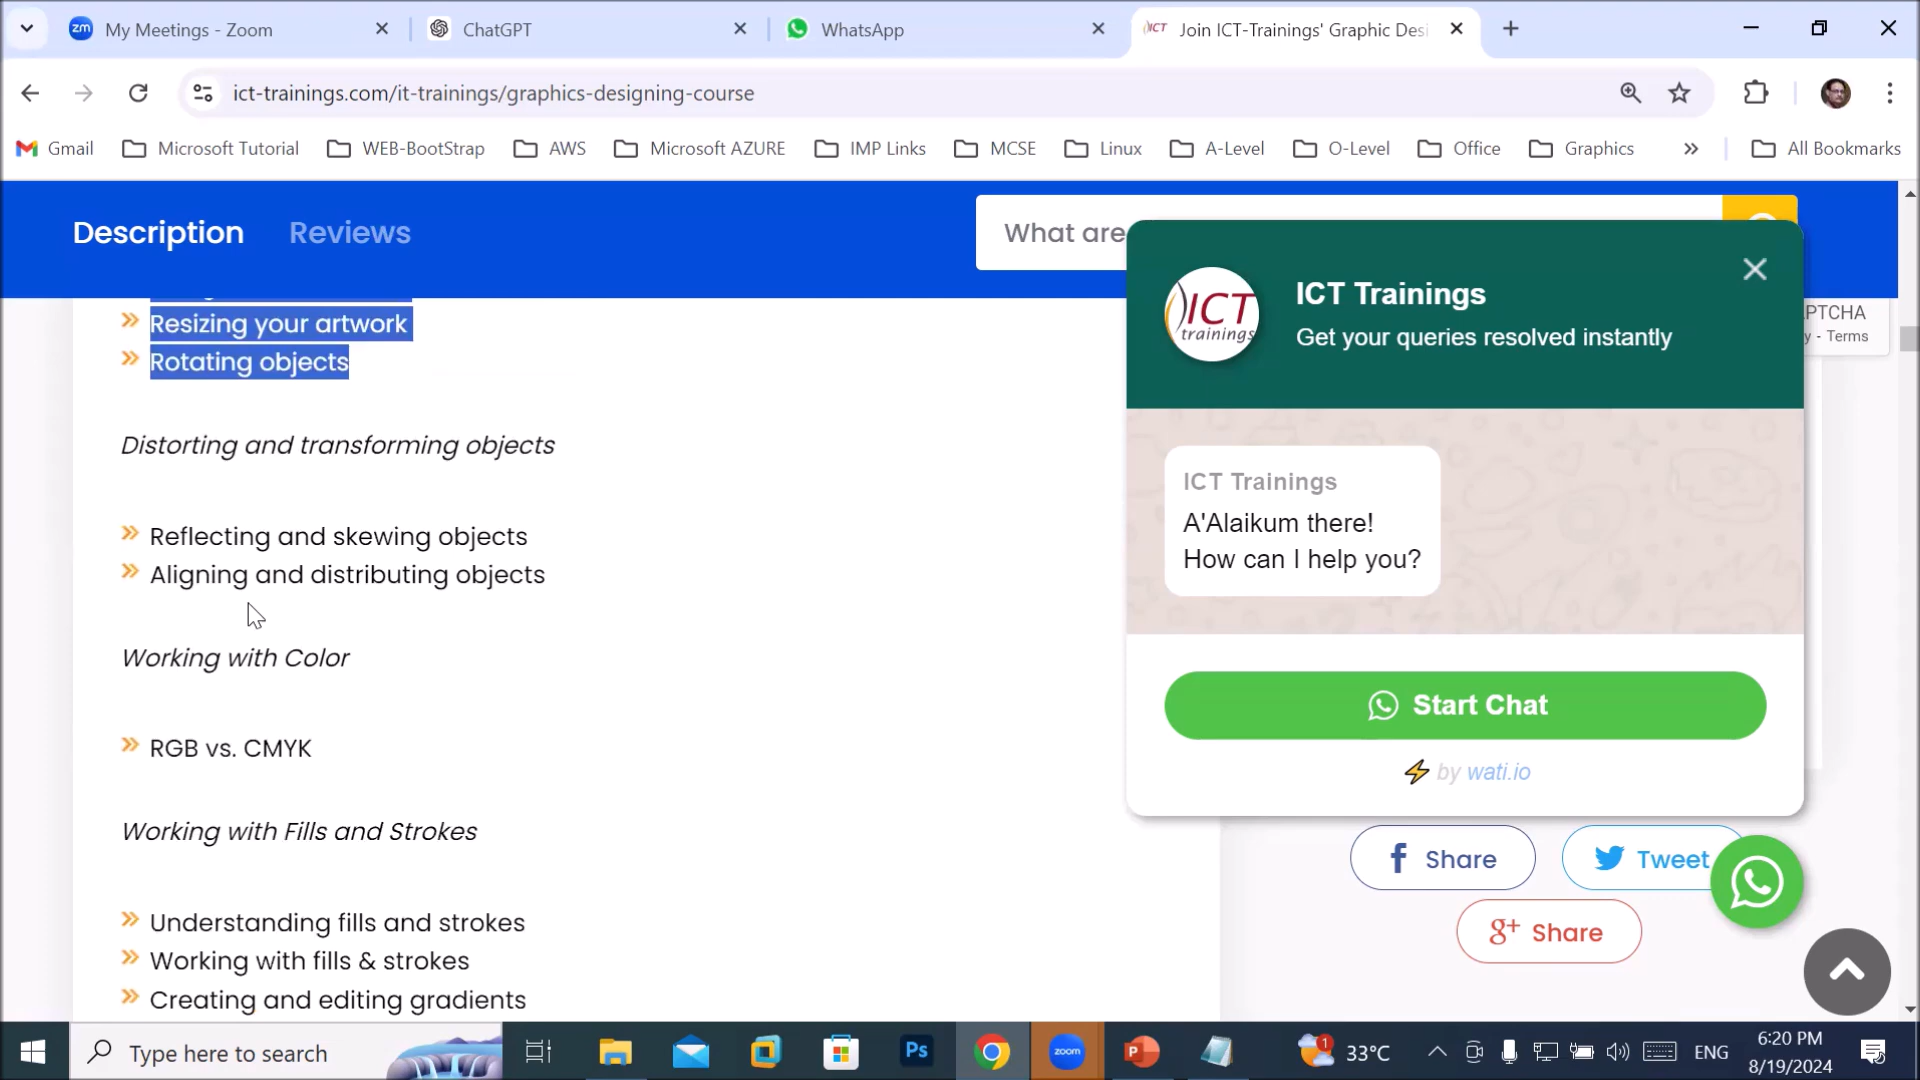 My Meetings - Zoom
ChatGPT
WhatsApp
Join ICT-Trainings' Graphic Desi
ict-trainings.com/it-trainings/graphics-designing-course
Gmail
Microsoft Tutorial
WEB-BootStrap
AWS
Microsoft AZURE
IMP Links
MCSE
Linux
A-Level
O-Level
Office
Graphics
All Bookmarks
Description
Reviews
What are
Resizing your artwork
Rotating objects
Distorting and transforming objects
Reflecting and skewing objects
Aligning and distributing objects
Working with Color
RGB vs. CMYK
Working with Fills and Strokes
Understanding fills and strokes
Working with fills & strokes
Creating and editing gradients
ICT
trainings
ICT Trainings
Get your queries resolved instantly
PTCHA
y - Terms
ICT Trainings
A'Alaikum there!
How can I help you?
Start Chat
by wati.io
Share
Tweet
Share
Type here to search
33°C
ENG
6:20 PM
8/19/2024